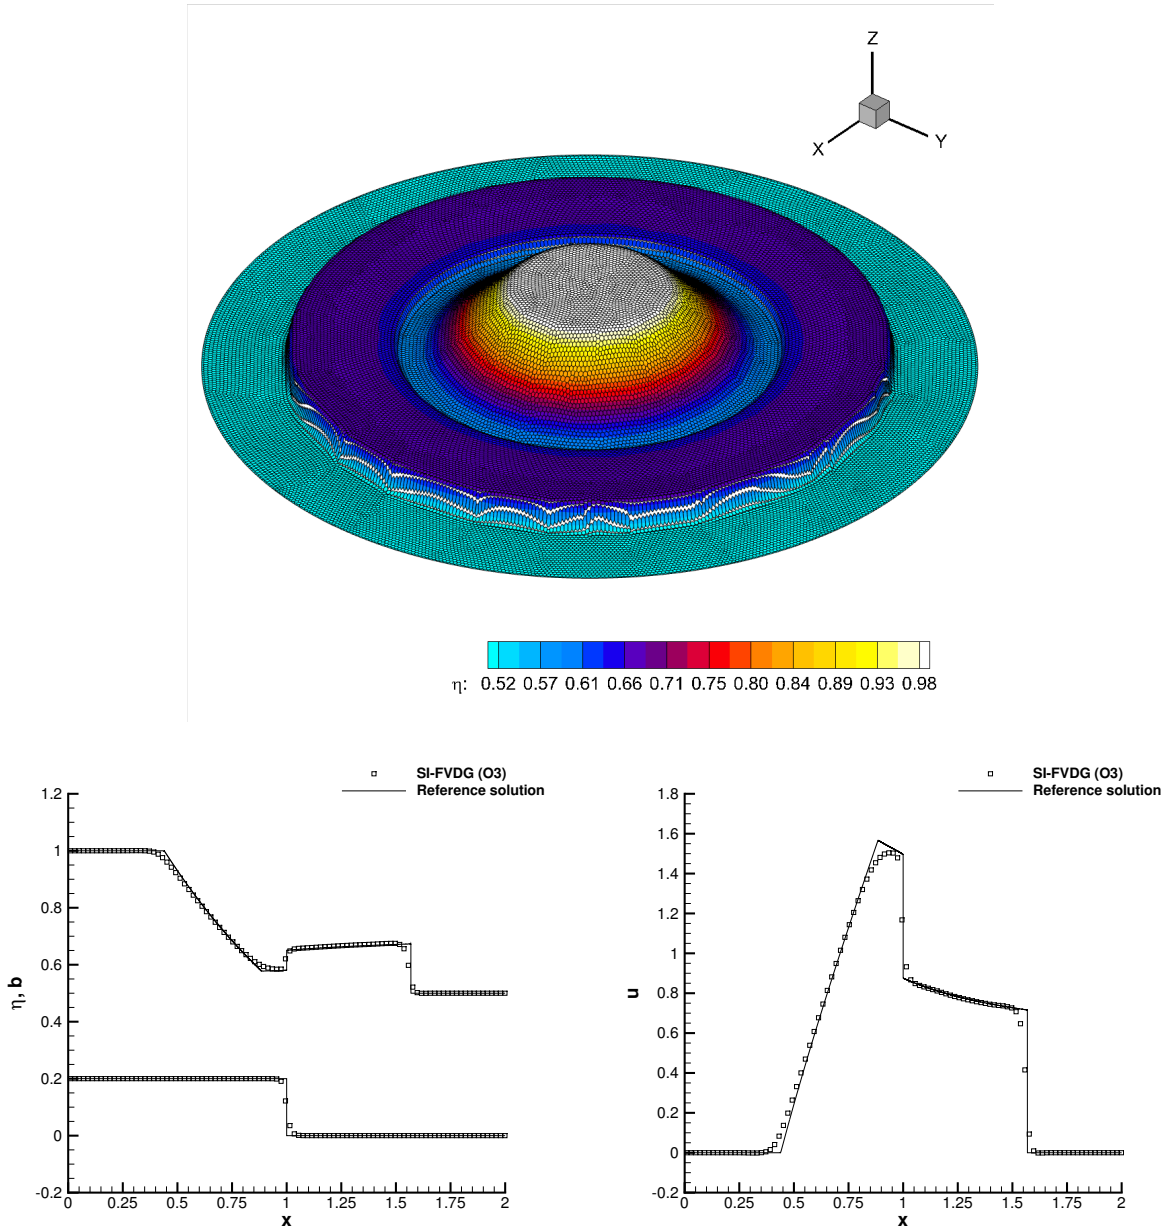 Z
X
Y
η: 0.52 0.57 0.61 0.66 0.71 0.75 0.80 0.84 0.89 0.93 0.98
SI-FVDG (O3)
Reference solution
1.2
1
0.8
0.6
0.4
0.2
0
-0.2
η, b
0 0.25 0.5 0.75 1 1.25 1.5 1.75 2
x
SI-FVDG (O3)
Reference solution
1.8
1.6
1.4
1.2
1
0.8
0.6
0.4
0.2
0
-0.2
u
0 0.25 0.5 0.75 1 1.25 1.5 1.75 2
x